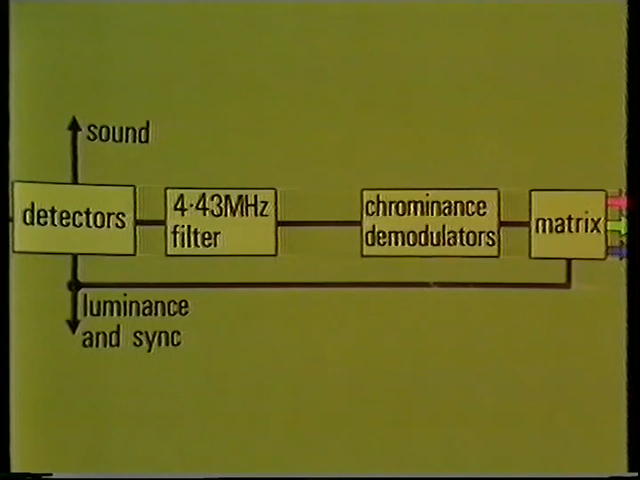 sound
detectors
4·43MHz
filter
chrominance
demodulators
matrix
luminance
and sync